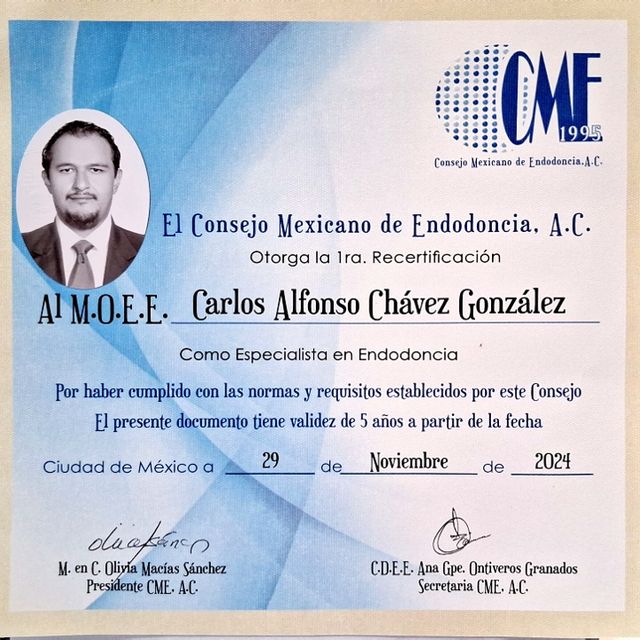 CME
1995
Consejo Mexicano de Endodoncia,A.C.
El Consejo Mexicano de Endodoncia, A.C.
Otorga la 1ra. Recertificación
Al M.O.E.E. Carlos Alfonso Chávez González
Como Especialista en Endodoncia
Por haber cumplido con las normas y requisitos establecidos por este Consejo
El presente documento tiene validez de 5 años a partir de la fecha
Ciudad de México a 29 de Noviembre de 2024
M. en C. Olivia Macías Sánchez
Presidente CME, A.C.
C.D.E.E. Ana Gpe. Ontiveros Granados
Secretaria CME, A.C.